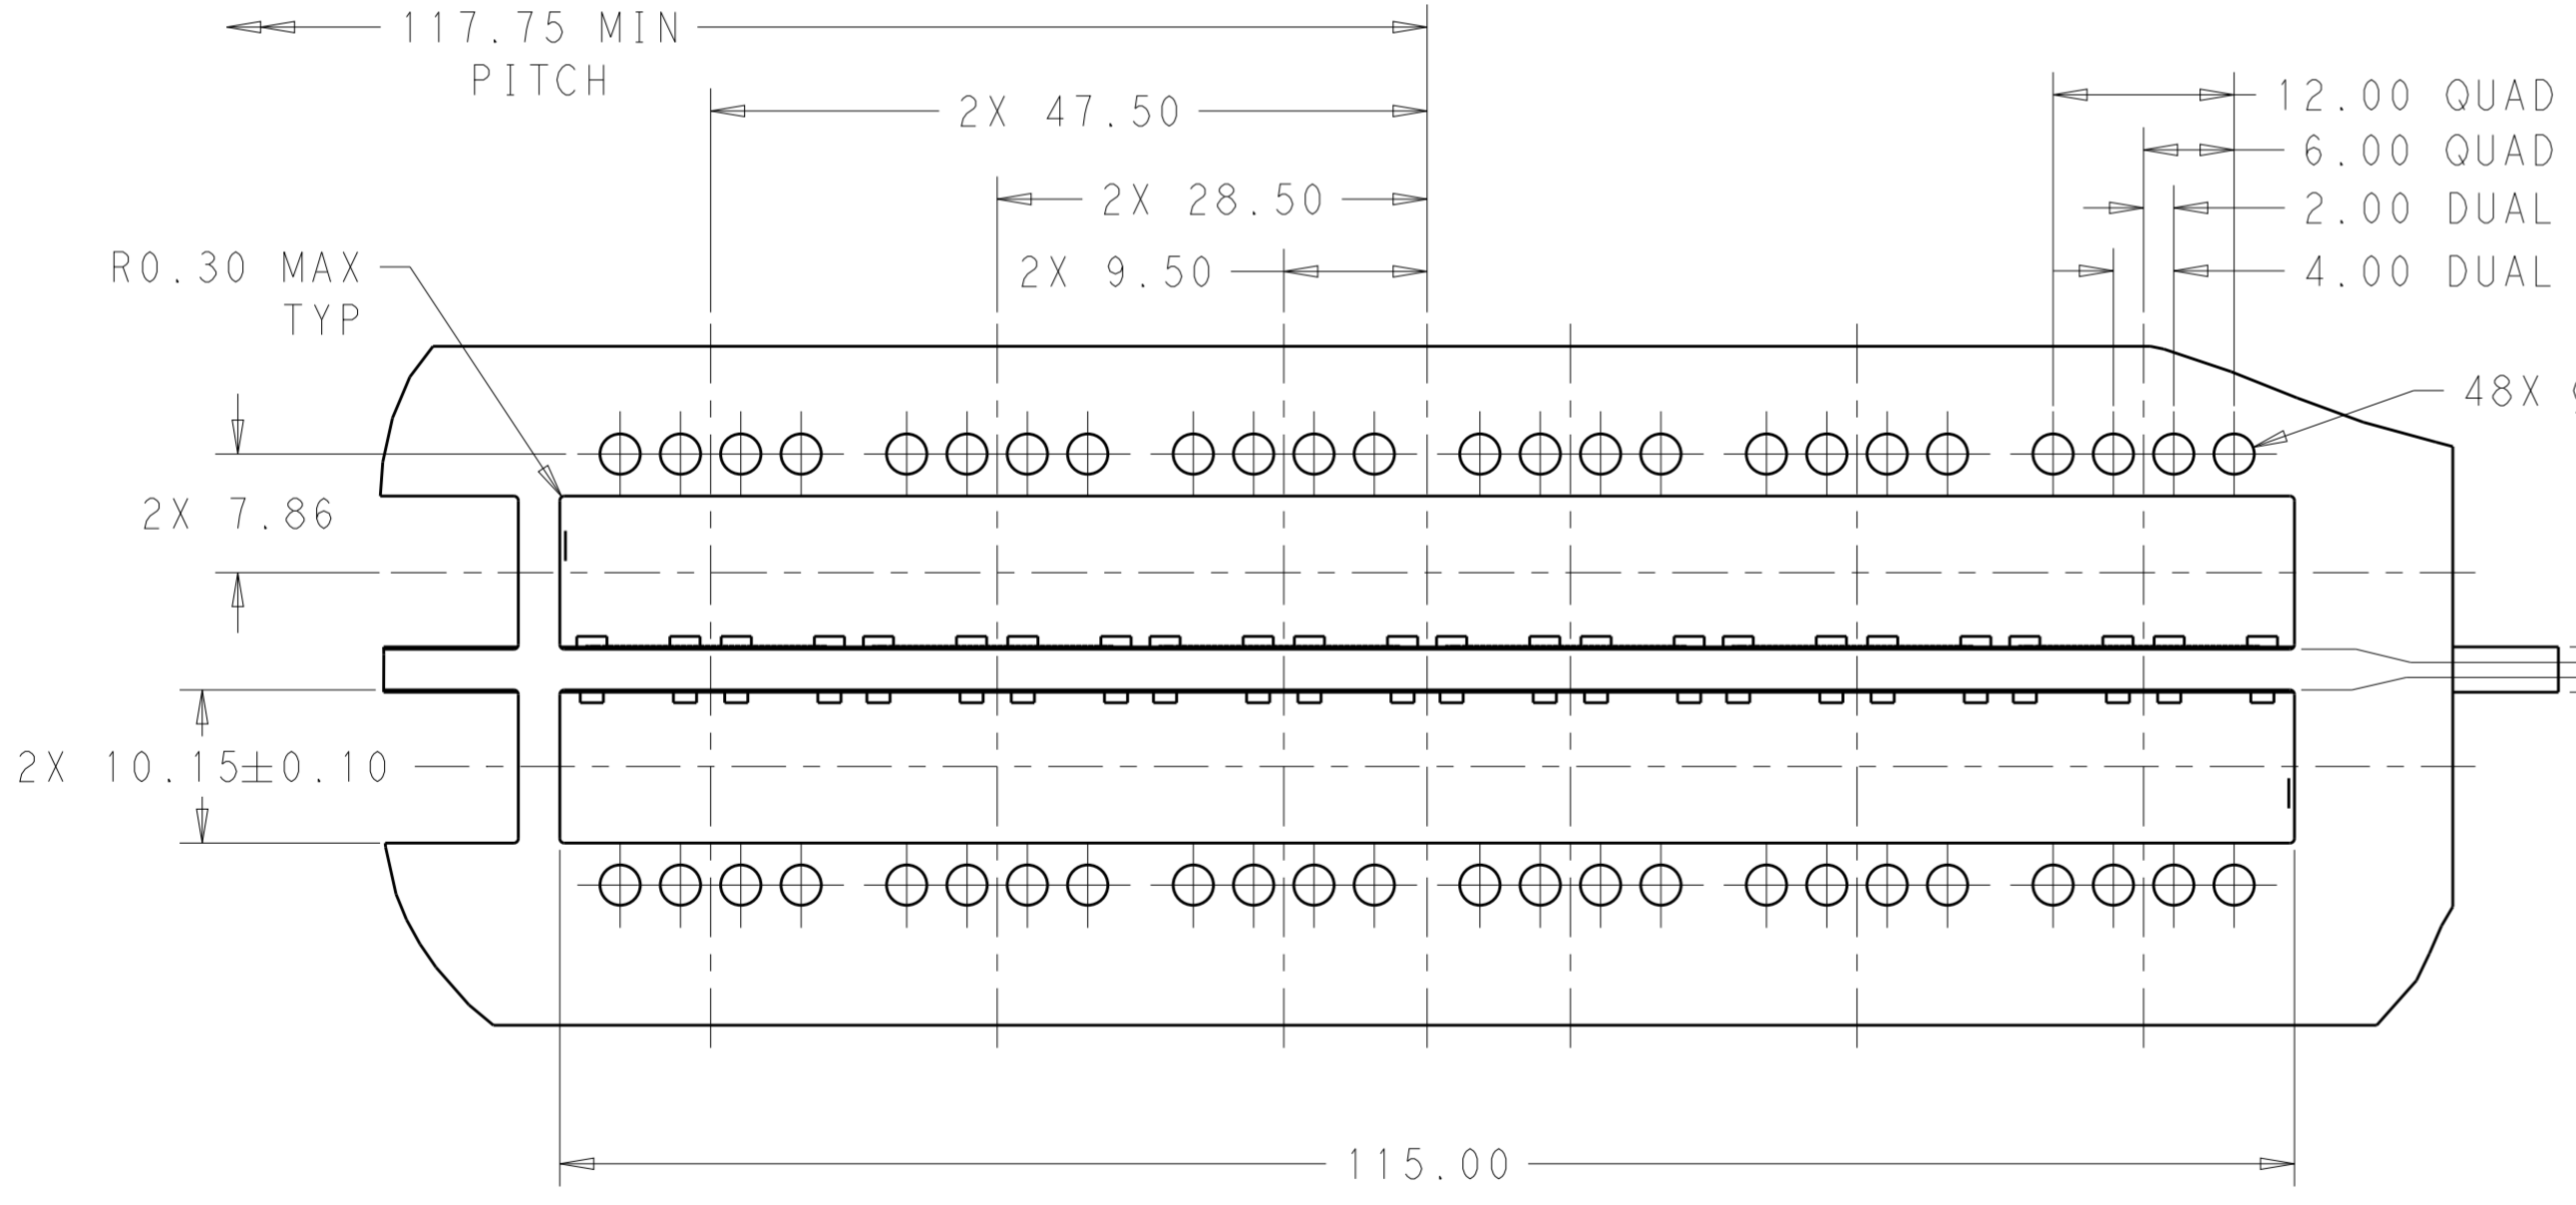 117.75 MIN
PITCH
2X 47.50
12.00 QUAD
6.00 QUAD
2X 28.50
2.00 DUAL
R0.30 MAX
TYP
2X 9.50
4.00 DUAL
48X
2X 7.86
2X 10.15±0.10
115.00